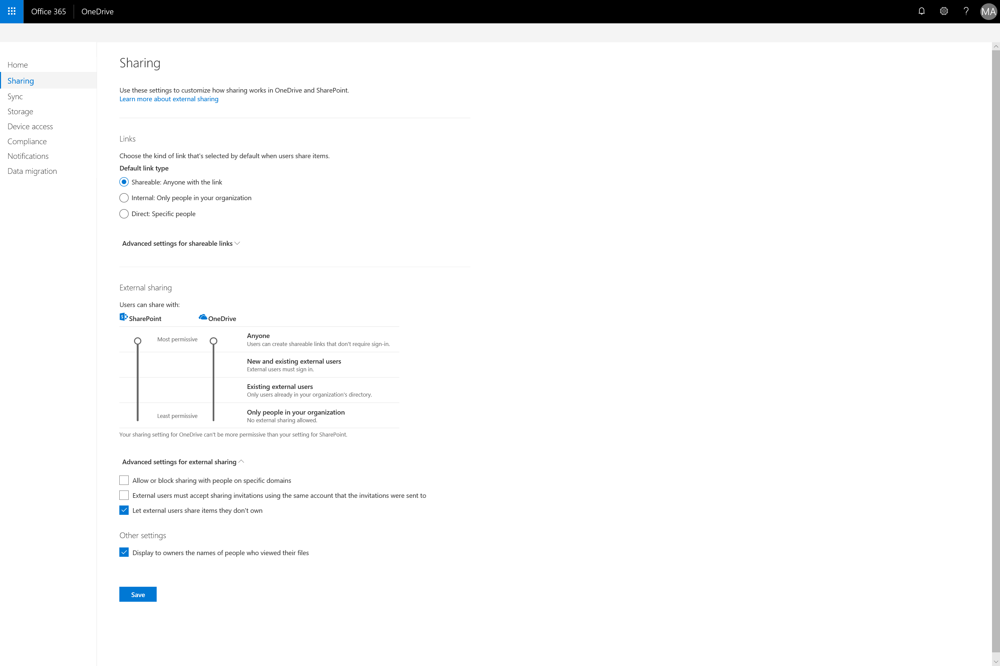 Office 365
OneDrive
MA
Home
Sharing
Sync
Storage
Device access
Compliance
Notifications
Data migration
Sharing
Use these settings to customize how sharing works in OneDrive and SharePoint.
Learn more about external sharing
Links
Choose the kind of link that's selected by default when users share items.
Default link type
Shareable: Anyone with the link
Internal: Only people in your organization
Direct: Specific people
Advanced settings for shareable links
External sharing
Users can share with:
SharePoint
OneDrive
Most permissive
Anyone
Users can create shareable links that don't require sign-in.
New and existing external users
External users must sign in.
Existing external users
Only users already in your organization's directory.
Least permissive
Only people in your organization
No external sharing allowed.
Your sharing setting for OneDrive can't be more permissive than your setting for SharePoint.
Advanced settings for external sharing
Allow or block sharing with people on specific domains
External users must accept sharing invitations using the same account that the invitations were sent to
Let external users share items they don't own
Other settings
Display to owners the names of people who viewed their files
Save